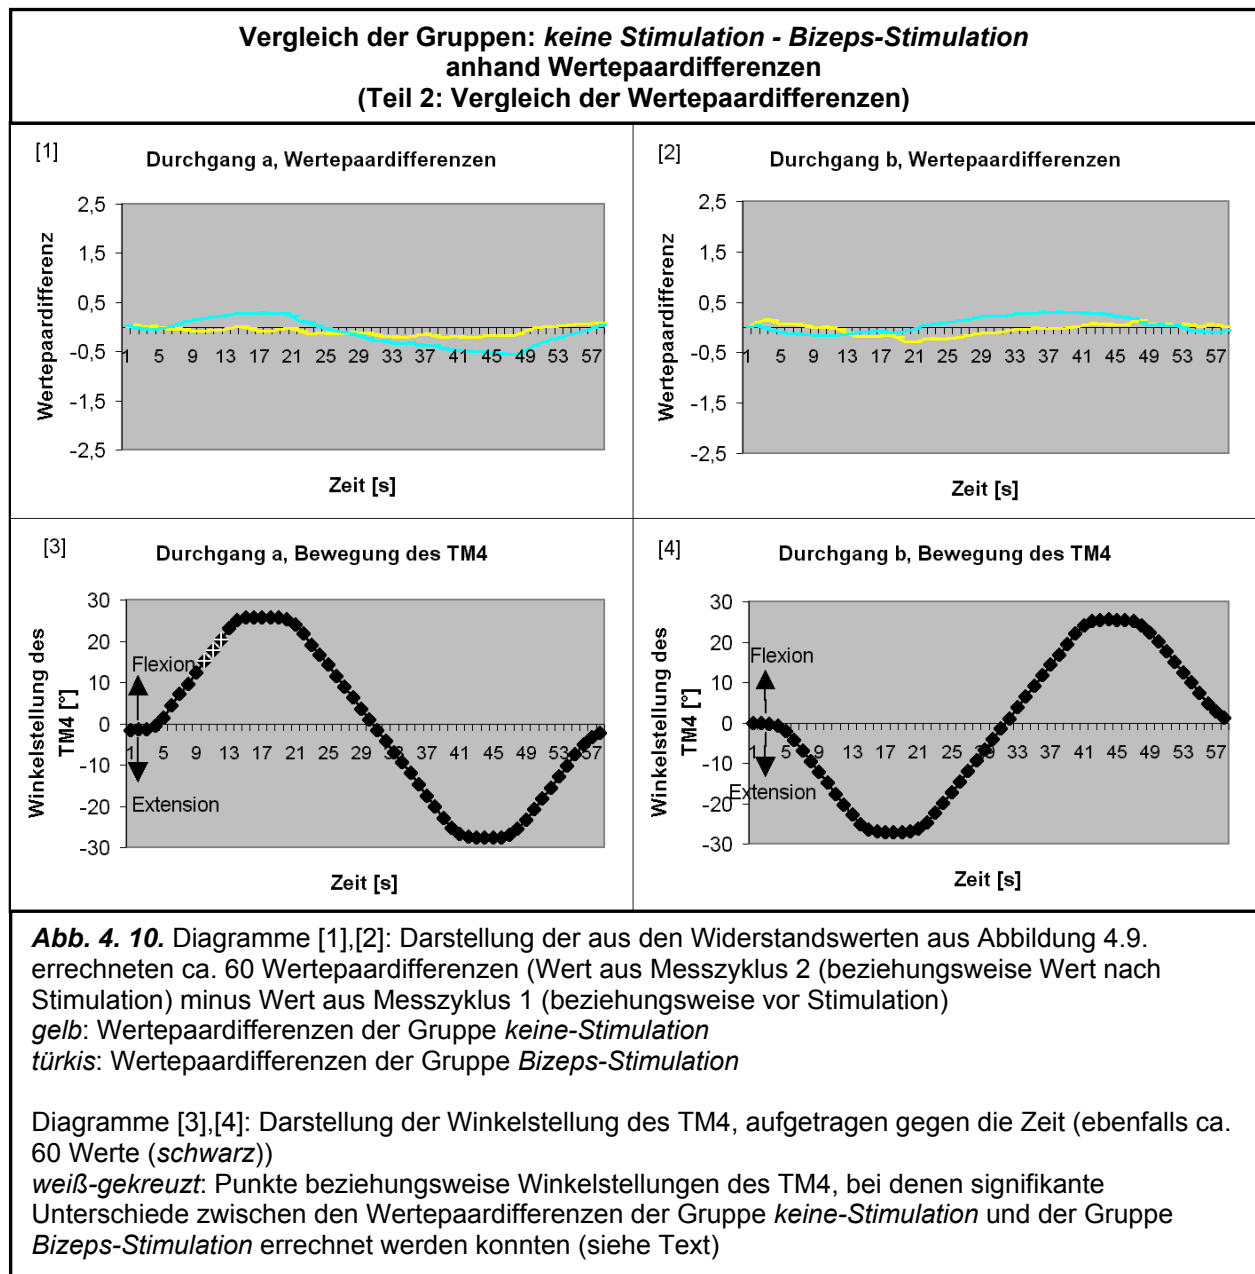 Vergleich der Gruppen: keine Stimulation - Bizeps-Stimulation
anhand Wertepaardifferenzen
(Teil 2: Vergleich der Wertepaardifferenzen)
[1]
Durchgang a, Wertepaardifferenzen
Wertepaardifferenz
2,5
1,5
0,5
-0,5
-1,5
-2,5
1 5 9 13 17 21 25 29 33 37 41 45 49 53 57
Zeit [s]
[2]
Durchgang b, Wertepaardifferenzen
Wertepaardifferenz
2,5
1,5
0,5
-0,5
-1,5
-2,5
1 5 9 13 17 21 25 29 33 37 41 45 49 53 57
Zeit [s]
[3]
Durchgang a, Bewegung des TM4
Winkelstellung des
TM4 [°]
30
20
10
0
-10
-20
-30
Flexion
Extension
1 5 9 13 17 21 25 29 33 37 41 45 49 53 57
Zeit [s]
[4]
Durchgang b, Bewegung des TM4
Winkelstellung des
TM4 [°]
30
20
10
0
-10
-20
-30
Flexion
Extension
1 5 9 13 17 21 25 29 33 37 41 45 49 53 57
Zeit [s]
Abb. 4. 10. Diagramme [1],[2]: Darstellung der aus den Widerstandswerten aus Abbildung 4.9.
errechneten ca. 60 Wertepaardifferenzen (Wert aus Messzyklus 2 (beziehungsweise Wert nach
Stimulation) minus Wert aus Messzyklus 1 (beziehungsweise vor Stimulation)
gelb: Wertepaardifferenzen der Gruppe keine-Stimulation
türkis: Wertepaardifferenzen der Gruppe Bizeps-Stimulation
Diagramme [3],[4]: Darstellung der Winkelstellung des TM4, aufgetragen gegen die Zeit (ebenfalls ca.
60 Werte (schwarz))
weiß-gekreuzt: Punkte beziehungsweise Winkelstellungen des TM4, bei denen signifikante
Unterschiede zwischen den Wertepaardifferenzen der Gruppe keine-Stimulation und der Gruppe
Bizeps-Stimulation errechnet werden konnten (siehe Text)